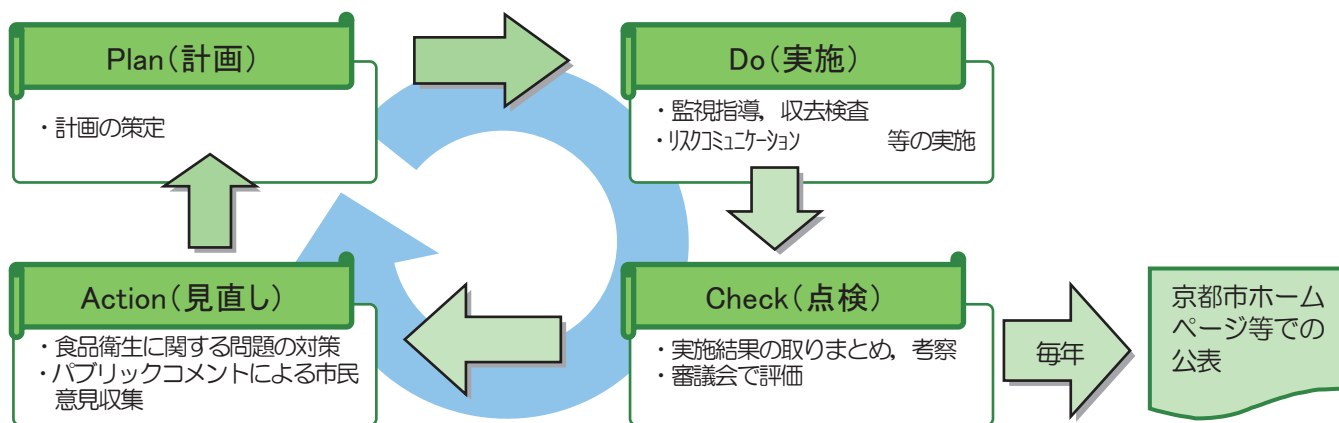 Plan(計画)
・計画の策定
Do(実施)
・監視指導，収去検査
・ﾘｽｸｺﾐｭﾆｹｰｼｮﾝ　　　　等の実施
Action(見直し)
・食品衛生に関する問題の対策
・パブリックコメントによる市民
意見収集
Check(点検)
・実施結果の取りまとめ，考察
・審議会で評価
毎年
京都市ホーム
ページ等での
公表